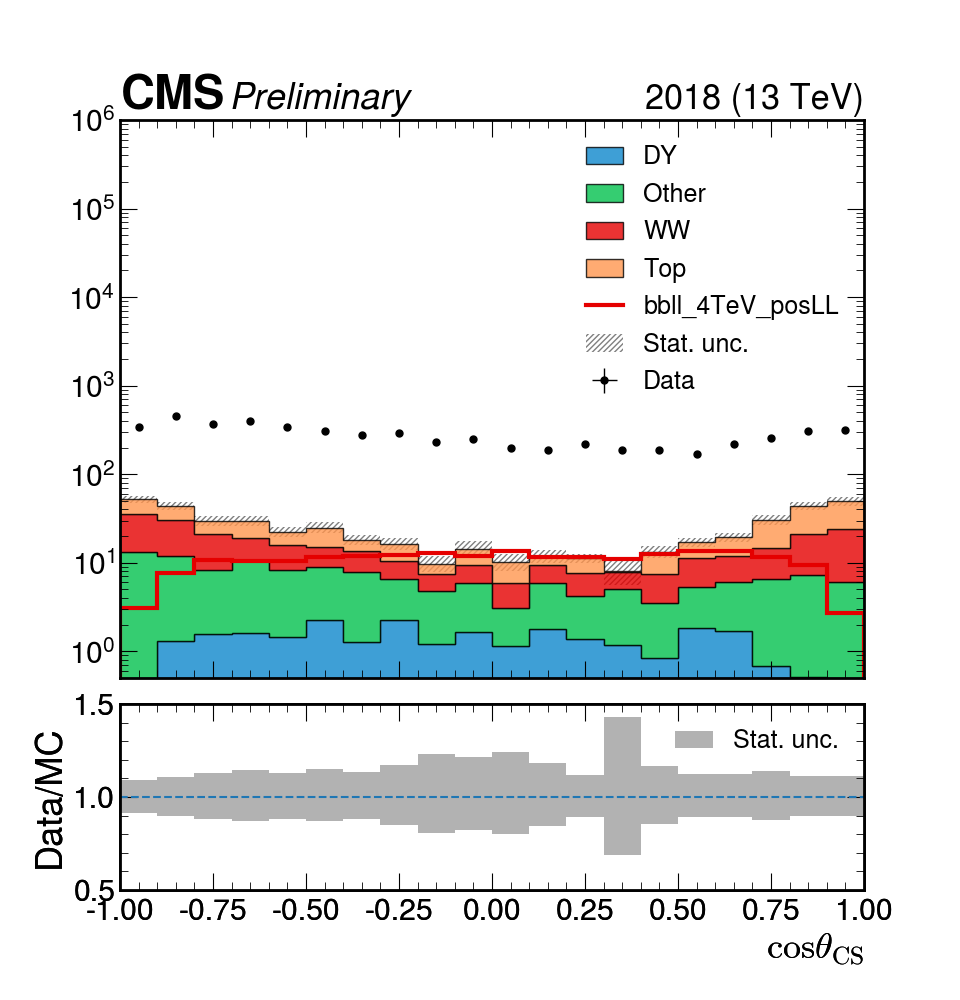 CMS Preliminary 2018 (13 TeV)
10^6
10^5
10^4
10^3
10^2
10^1
10^0
DY
Other
WW
Top
bbll_4TeV_posLL
Stat. unc.
Data
1.5
1.0
0.5
Data/MC
Stat. unc.
-1.00 -0.75 -0.50 -0.25 0.00 0.25 0.50 0.75 1.00
cosθ_CS